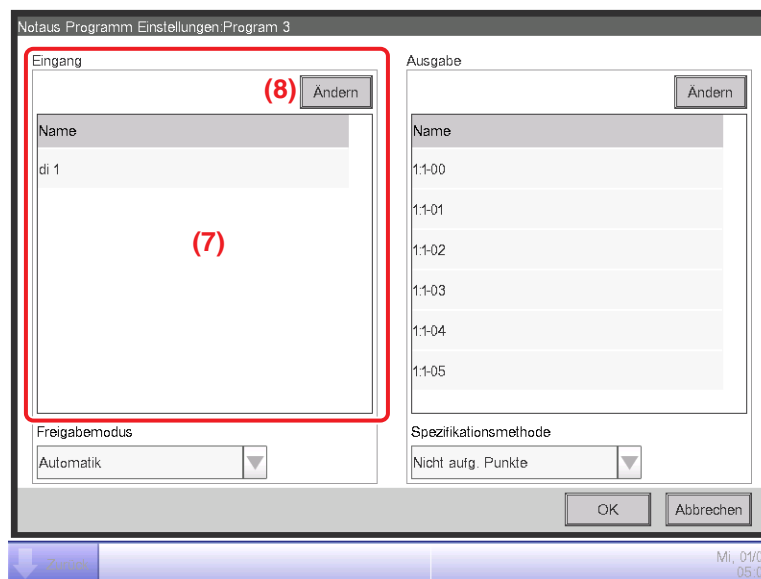 Notaus Programm Einstellungen:Program 3
Eingang
(8) Ändern
Name
di 1
(7)
Freigabemodus
Automatik
Ausgabe
Ändern
Name
1:1-00
1:1-01
1:1-02
1:1-03
1:1-04
1:1-05
Spezifikationsmethode
Nicht aufg. Punkte
OK Abbrechen
Mi, 01/0
05:0